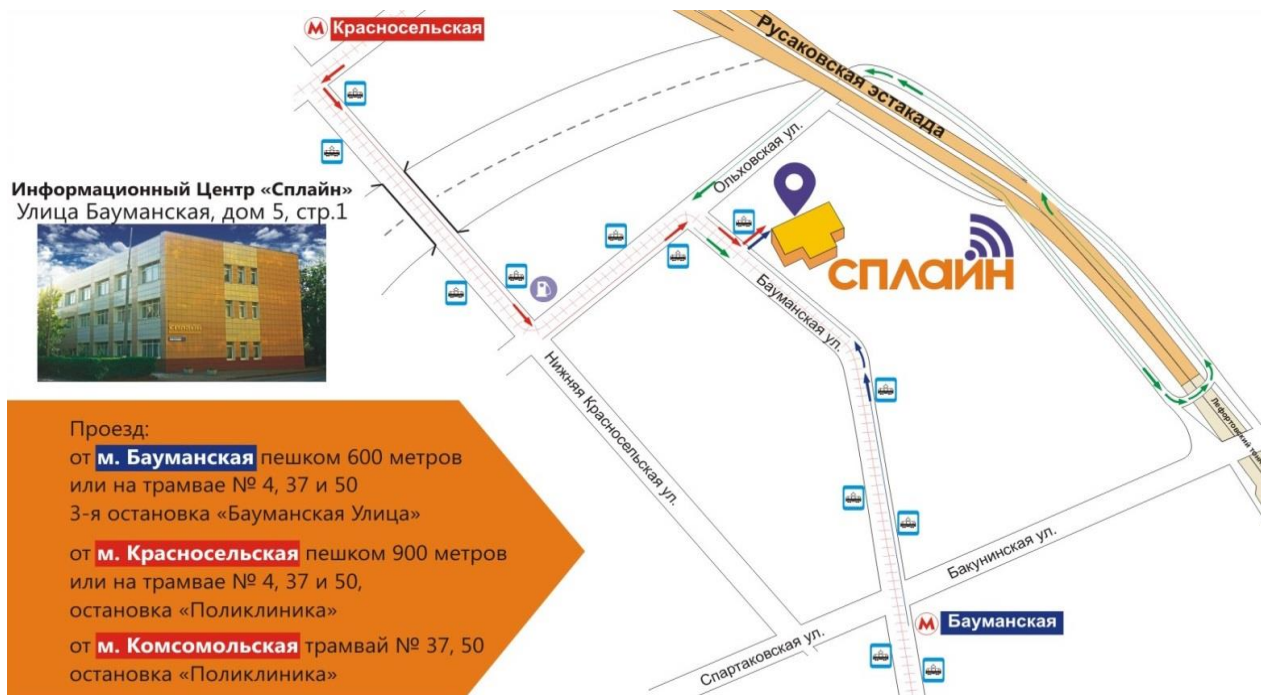 М Красносельская
Русаковская эстакада
Ольховская ул.
Информационный Центр «Сплайн»
Улица Бауманская, дом 5, стр.1
сплайн
Бауманская ул.
Нижняя Красносельская ул.
Лефортовский
Проезд:
от м. Бауманская пешком 600 метров
или на трамвае № 4, 37 и 50
3-я остановка «Бауманская Улица»
от м. Красносельская пешком 900 метров
или на трамвае № 4, 37 и 50,
остановка «Поликлиника»
от м. Комсомольская трамвай № 37, 50
остановка «Поликлиника»
Бакунинская ул.
М Бауманская
Спартаковская ул.